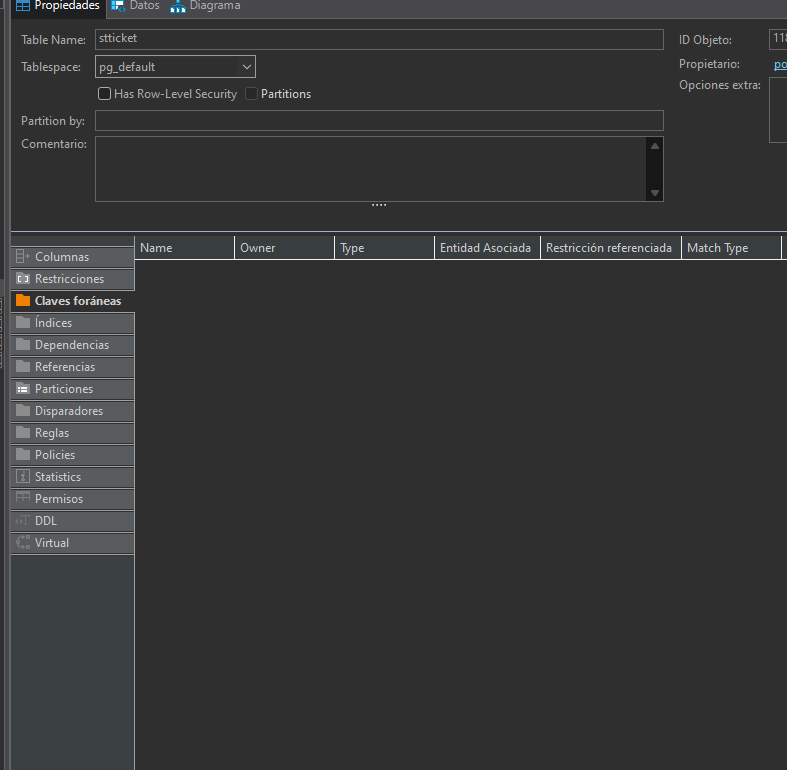 Propiedades Datos Diagrama
Table Name: stticket ID Objeto:
Tablespace: pg_default Propietario:
Has Row-Level Security Partitions Opciones extra:
Partition by:
Comentario:
Name Owner Type Entidad Asociada Restricción referenciada Match Type
Columnas
Restricciones
Claves foráneas
Índices
Dependencias
Referencias
Particiones
Disparadores
Reglas
Policies
Statistics
Permisos
DDL
Virtual